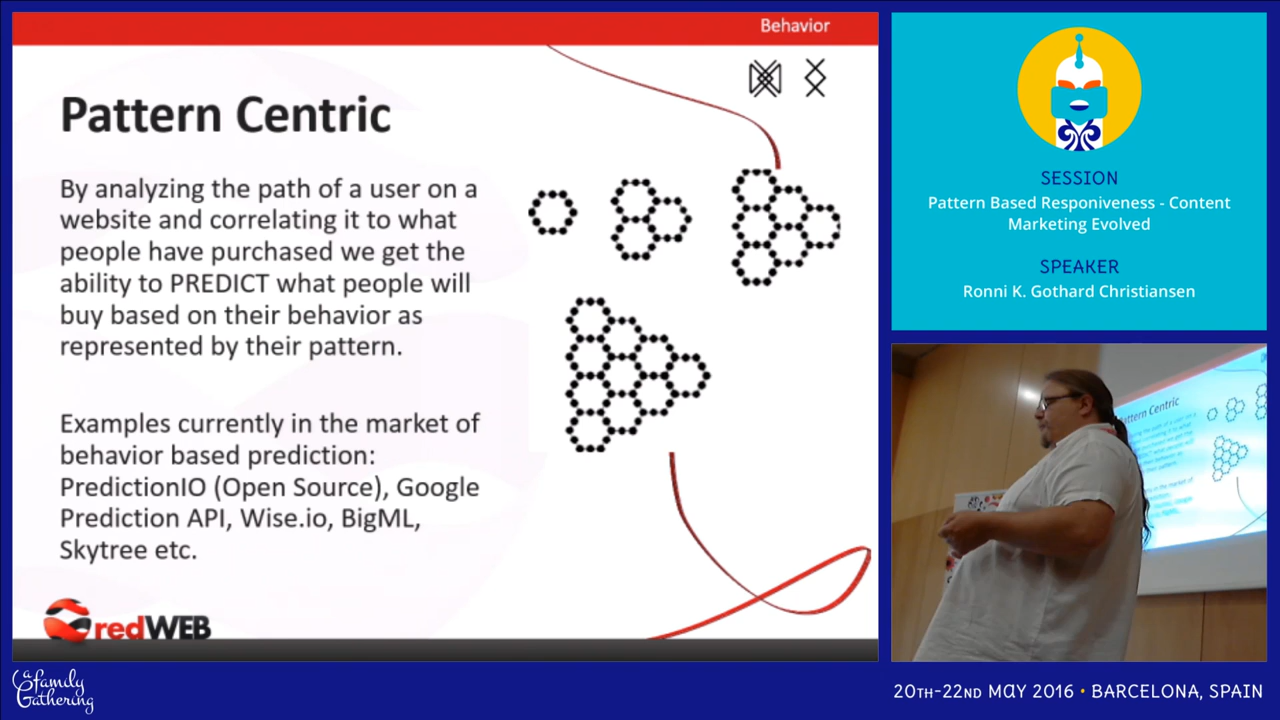 Behavior
Pattern Centric
By analyzing the path of a user on a
website and correlating it to what
people have purchased we get the
ability to PREDICT what people will
buy based on their behavior as
represented by their pattern.
Examples currently in the market of
behavior based prediction:
PredictionIO (Open Source), Google
Prediction API, Wise.io, BigML,
Skytree etc.
redWEB
SESSION
Pattern Based Responiveness - Content
Marketing Evolved
SPEAKER
Ronni K. Gothard Christiansen
Pattern Centric
a family
Gathering
20TH-22ND MAY 2016 • BARCELONA, SPAIN